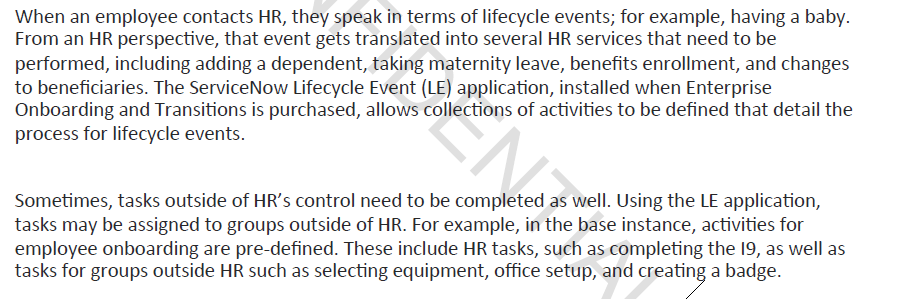 When an employee contacts HR, they speak in terms of lifecycle events; for example, having a baby.
From an HR perspective, that event gets translated into several HR services that need to be
performed, including adding a dependent, taking maternity leave, benefits enrollment, and changes
to beneficiaries. The ServiceNow Lifecycle Event (LE) application, installed when Enterprise
Onboarding and Transitions is purchased, allows collections of activities to be defined that detail the
process for lifecycle events.
Sometimes, tasks outside of HR’s control need to be completed as well. Using the LE application,
tasks may be assigned to groups outside of HR. For example, in the base instance, activities for
employee onboarding are pre-defined. These include HR tasks, such as completing the I9, as well as
tasks for groups outside HR such as selecting equipment, office setup, and creating a badge.
FIDENTIAL